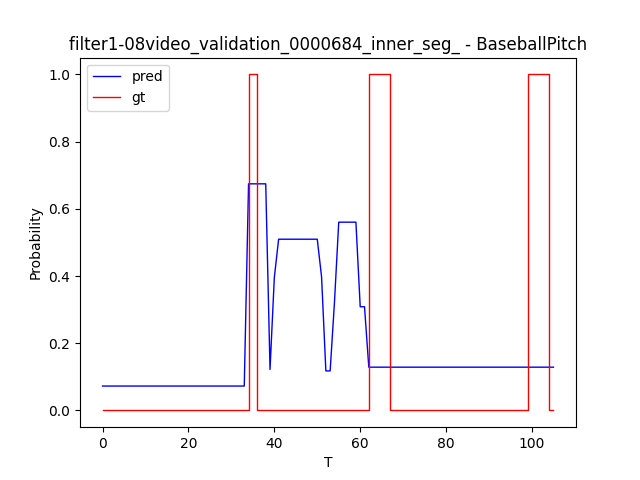 filter1-08video_validation_0000684_inner_seg_ - BaseballPitch
pred
gt
1.0
0.8
0.6
0.4
0.2
0.0
Probability
0
20
40
60
80
100
T